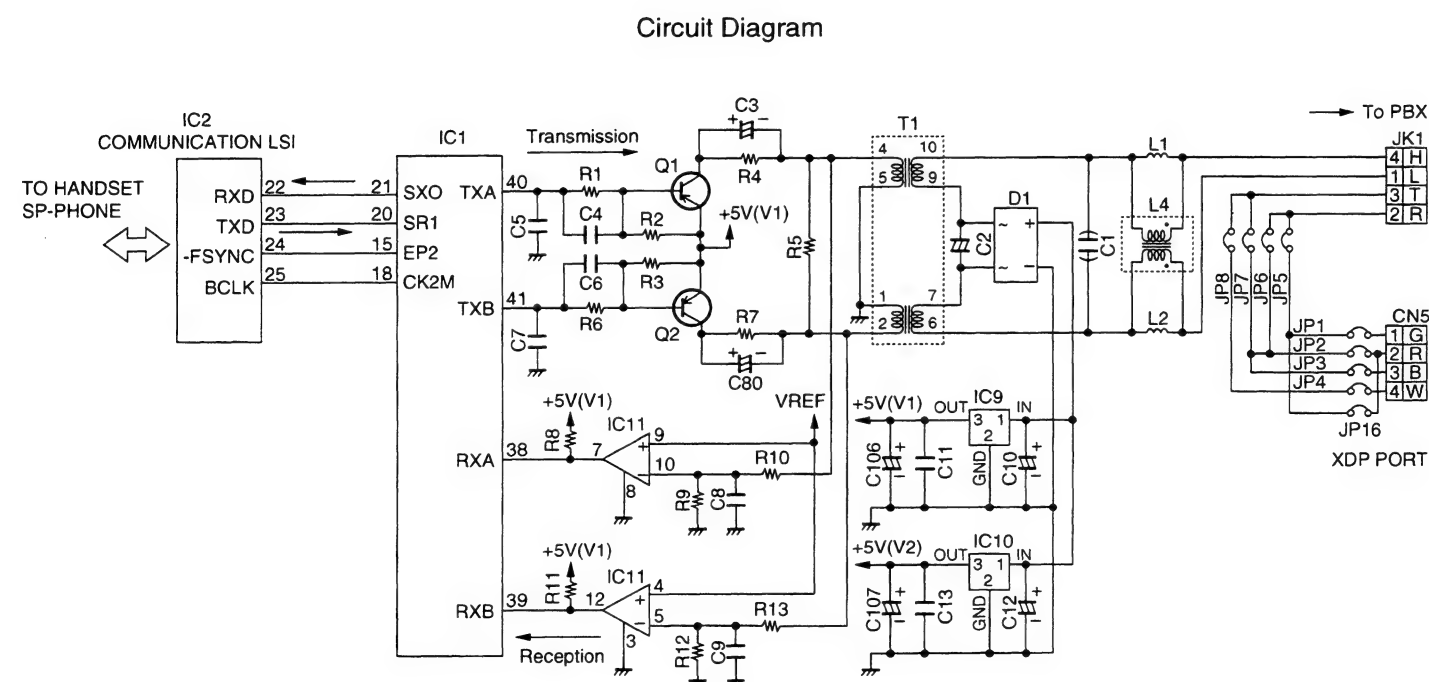 Circuit Diagram
IC2
COMMUNICATION LSI
TO HANDSET
SP-PHONE
RXD 22
TXD 23
-FSYNC 24
BCLK 25
IC1
21 SXO
20 SR1
15 EP2
18 CK2M
TXA 40
TXB 41
RXA 38
RXB 39
Transmission
R1
C5
C4
R2
C6
R3
R6
C7
Q1
Q2
C3
+ −
R4
+5V(V1)
R5
R7
+ −
C80
T1
4 10
5 9
1 7
2 6
C2
D1
~ +
~ −
C1
L1
L4
L2
To PBX
JK1
4 H
1 L
3 T
2 R
JP8
JP7
JP6
JP5
CN5
JP1 1 G
JP2 2 R
JP3 3 B
JP4 4 W
JP16
XDP PORT
VREF
+5V(V1)
R8
IC11
7
+ 9
− 10
8
R9
C8
R10
+5V(V1)
R11
IC11
12
+ 4
− 5
3
R12
C9
R13
Reception
+5V(V1) OUT IC9 IN
3 1
2
GND
C106 + −
C11
C10 + −
+5V(V2) OUT IC10 IN
3 1
2
GND
C107 + −
C13
C12 + −